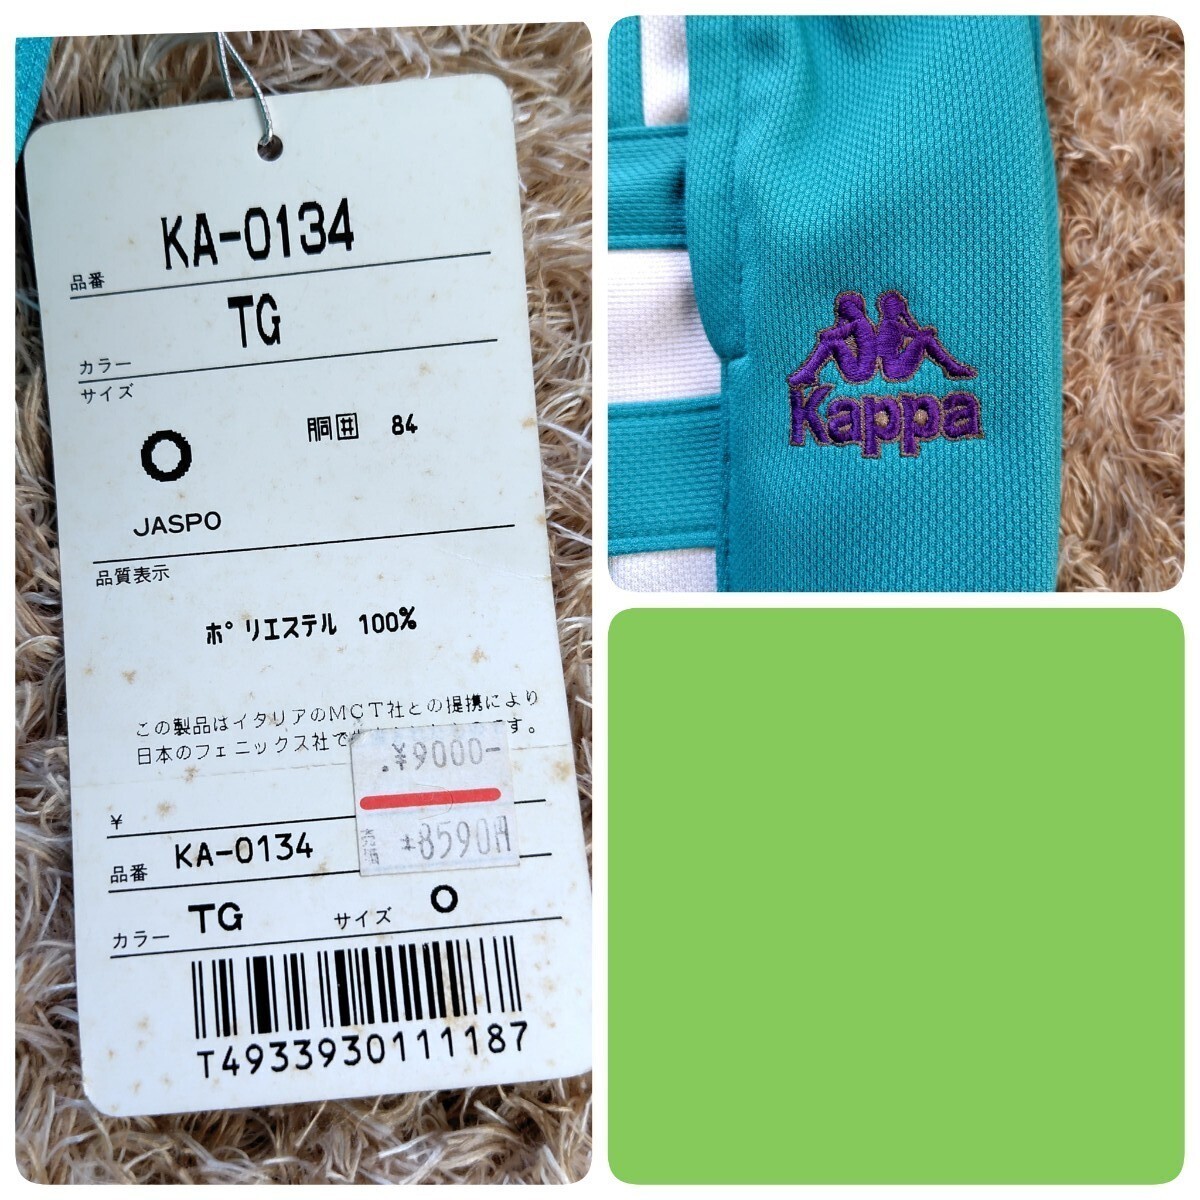 KA-0134
品番
TG
カラー
サイズ
O 胴囲 84
JASPO
品質表示
ポリエステル 100%
この製品はイタリアのMCT社との提携により
日本のフェニックス社で す。
¥9000-
¥
売価 ¥8590円
品番 KA-0134
カラー TG サイズ O
T4933930111187
Kappa